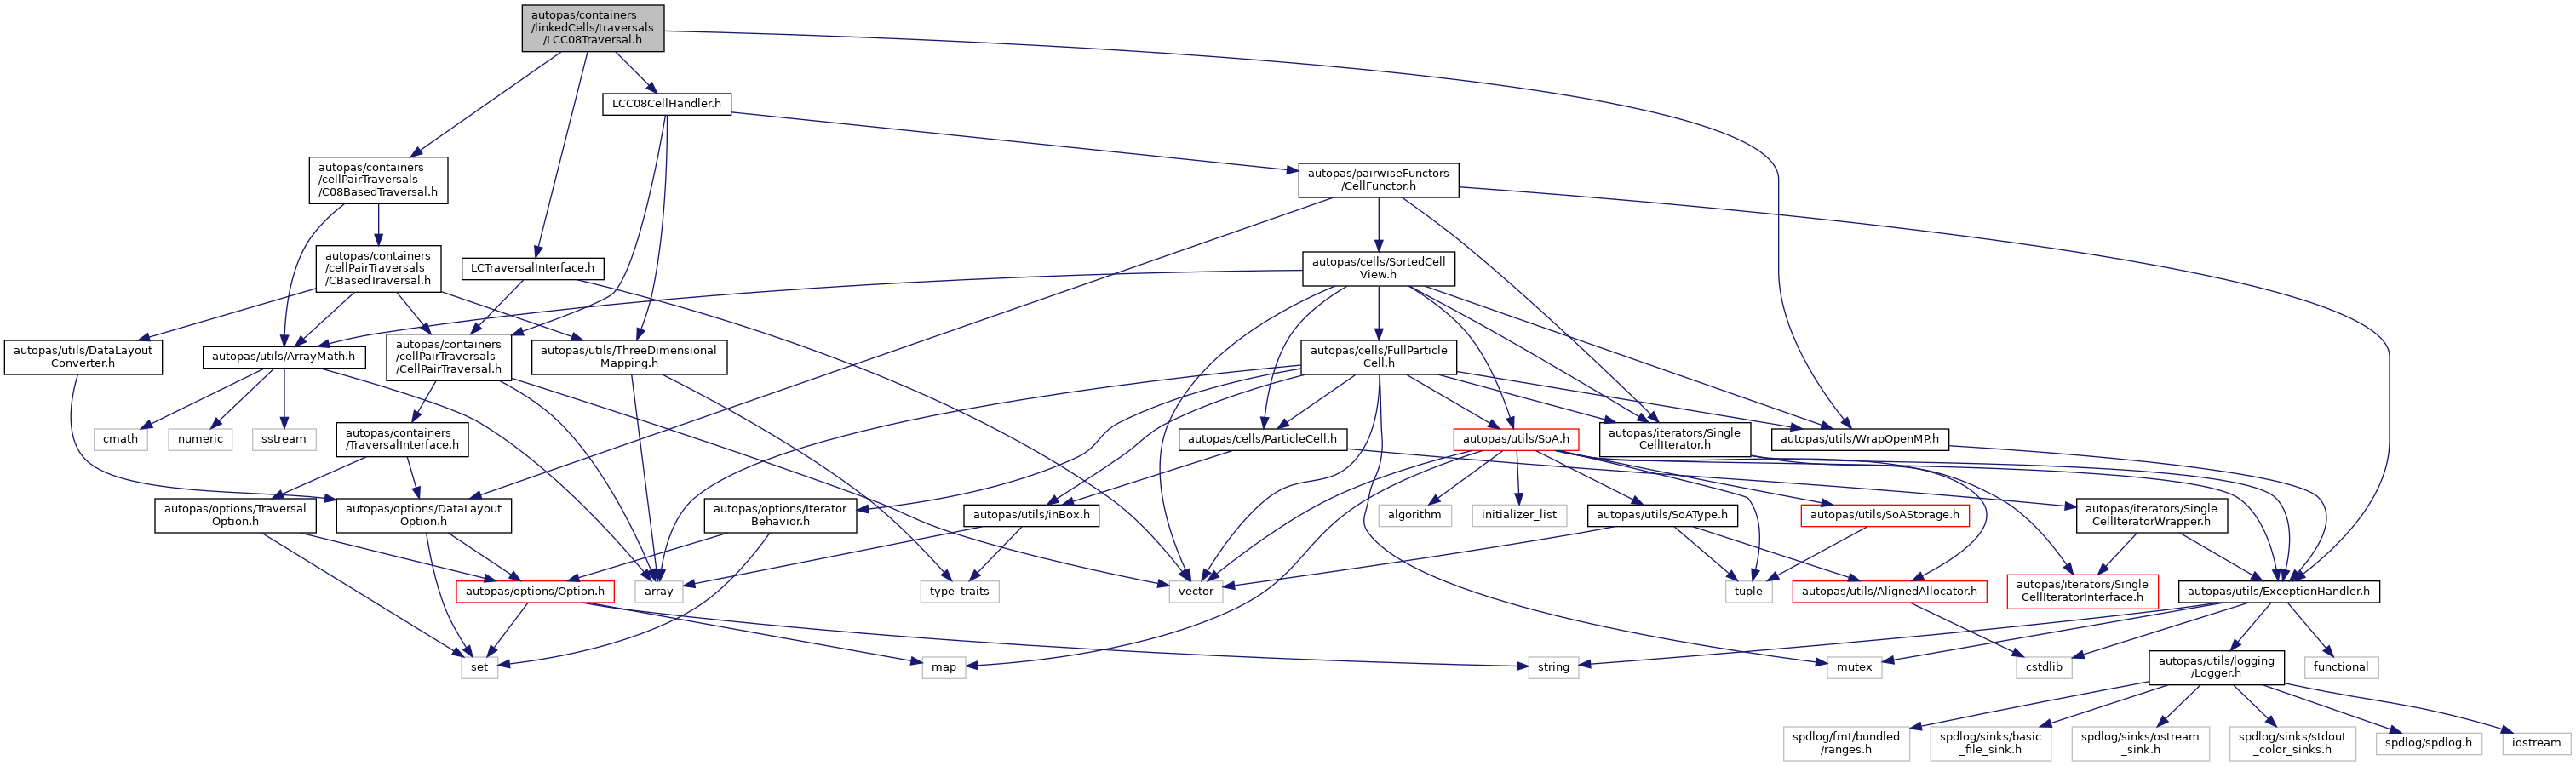 autopas/containers
/linkedCells/traversals
/LCC08Traversal.h
LCC08CellHandler.h
autopas/containers
/cellPairTraversals
/C08BasedTraversal.h
autopas/pairwiseFunctors
/CellFunctor.h
autopas/containers
/cellPairTraversals
/CBasedTraversal.h
LCTraversalInterface.h
autopas/cells/SortedCell
View.h
autopas/utils/DataLayout
Converter.h
autopas/utils/ArrayMath.h
autopas/containers
/cellPairTraversals
/CellPairTraversal.h
autopas/utils/ThreeDimensional
Mapping.h
autopas/cells/FullParticle
Cell.h
cmath
numeric
sstream
autopas/containers
/TraversalInterface.h
autopas/cells/ParticleCell.h
autopas/utils/SoA.h
autopas/iterators/Single
CellIterator.h
autopas/utils/WrapOpenMP.h
autopas/options/Traversal
Option.h
autopas/options/DataLayout
Option.h
autopas/options/Iterator
Behavior.h
autopas/utils/inBox.h
algorithm
initializer_list
autopas/utils/SoAType.h
autopas/utils/SoAStorage.h
autopas/iterators/Single
CellIteratorWrapper.h
autopas/options/Option.h
array
type_traits
vector
tuple
autopas/utils/AlignedAllocator.h
autopas/iterators/Single
CellIteratorInterface.h
autopas/utils/ExceptionHandler.h
set
map
string
mutex
cstdlib
autopas/utils/logging
/Logger.h
functional
spdlog/fmt/bundled
/ranges.h
spdlog/sinks/basic
_file_sink.h
spdlog/sinks/ostream
_sink.h
spdlog/sinks/stdout
_color_sinks.h
spdlog/spdlog.h
iostream